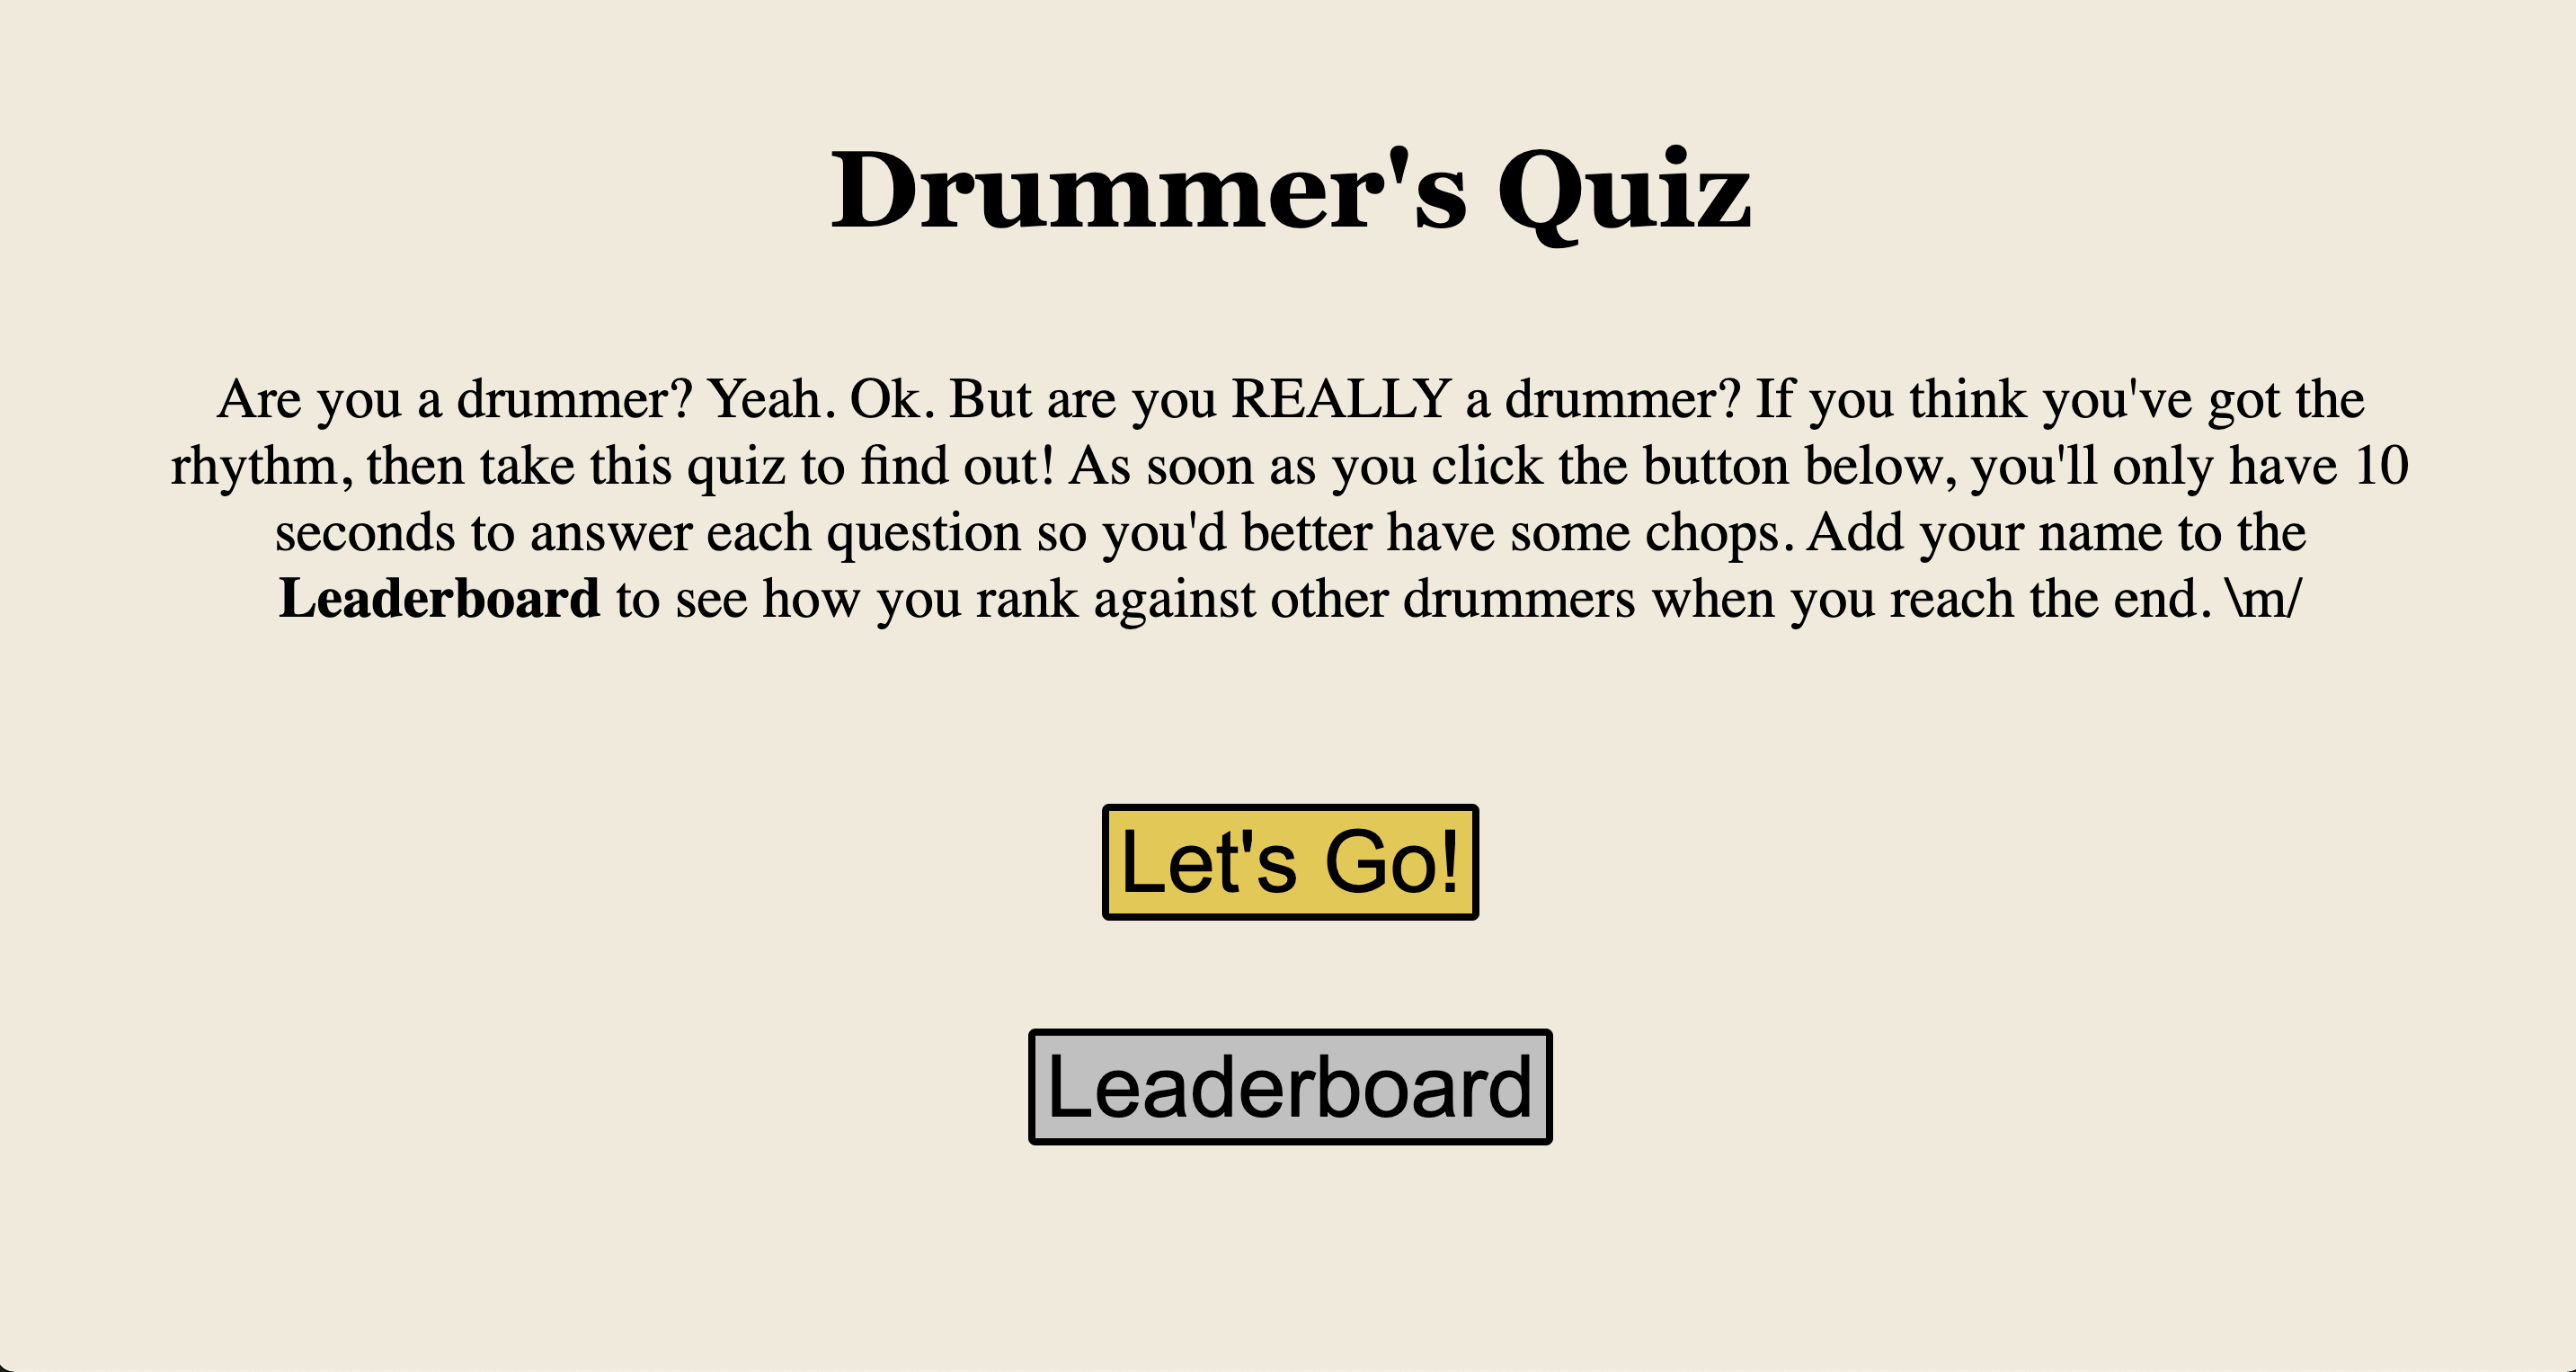 Drummer's Quiz
Are you a drummer? Yeah. Ok. But are you REALLY a drummer? If you think you've got the
rhythm, then take this quiz to find out! As soon as you click the button below, you'll only have 10
seconds to answer each question so you'd better have some chops. Add your name to the
Leaderboard to see how you rank against other drummers when you reach the end. \m/
Let's Go!
Leaderboard